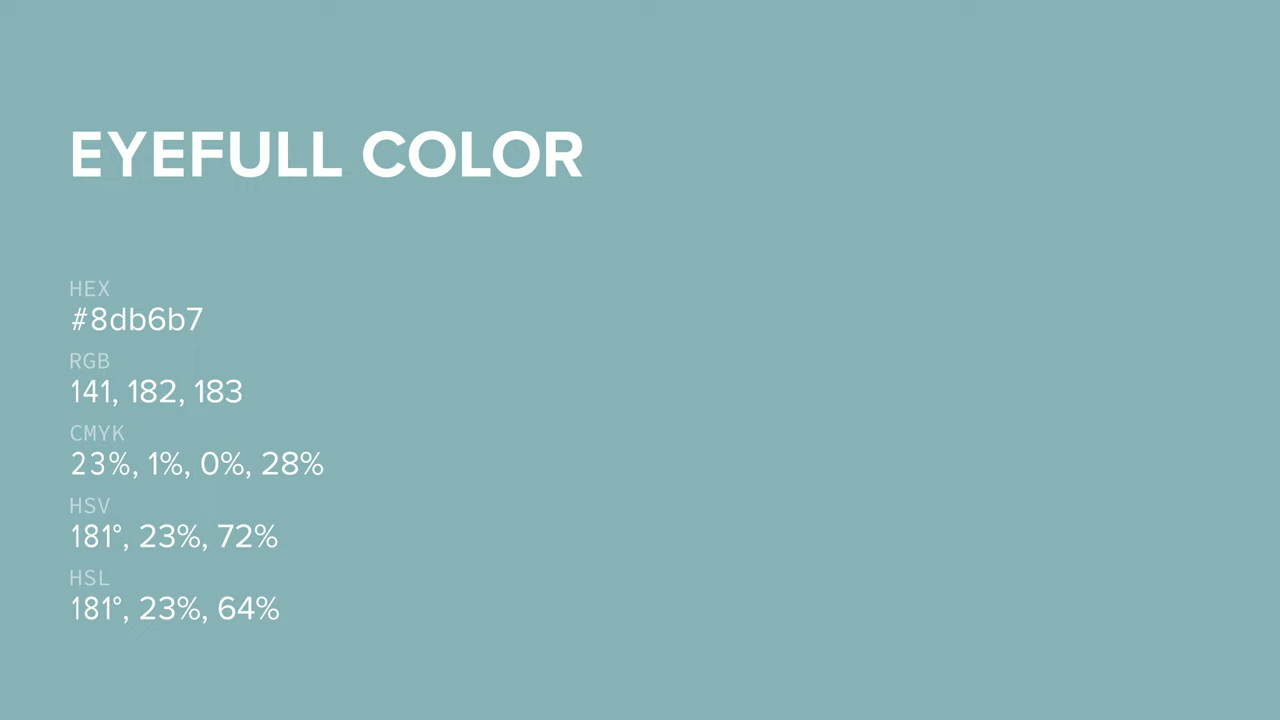 EYEFULL COLOR
HEX
#8db6b7
RGB
141, 182, 183
CMYK
23%, 1%, 0%, 28%
HSV
181°, 23%, 72%
HSL
181°, 23%, 64%